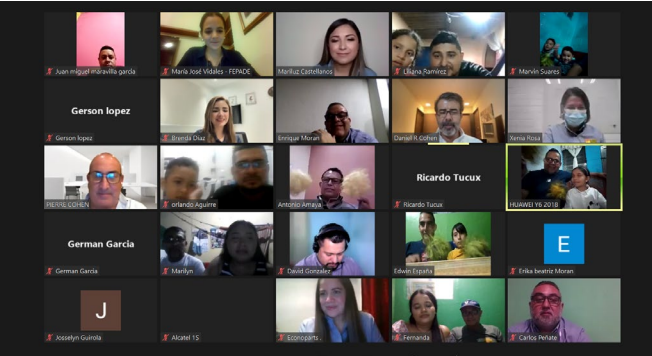 Juan miguel maravilla garcia
María José Vidales - FEPADE
Mariluz Castellanos
Liliana Ramirez
Marvin Suares
Gerson lopez
Gerson lopez
Brenda Diaz
Enrique Moran
Daniel R.Cohen
Xenia Rosa
PIERRE COHEN
orlando Aguirre
Antonio Amaya
Ricardo Tucux
Ricardo Tucux
HUAWEI Y6 2018
German Garcia
German Garcia
Marilyn
David Gonzalez
Edwin España
E
Erika beatriz Moran
J
Josselyn Guirola
Alcatel 1S
Econoparts
Fernanda
Carlos Peñate